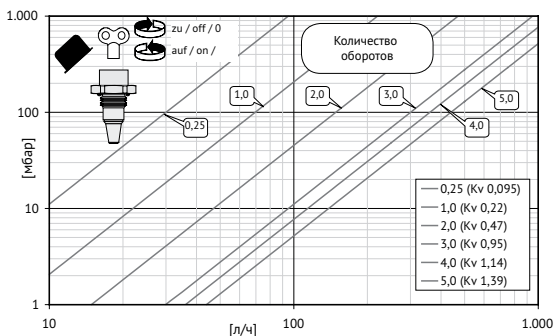 1.000
zu / off / 0
auf / on /
Количество
оборотов
1,0
2,0
3,0
5,0
100
0,25
4,0
[мбар]
0,25 (Kv 0,095)
1,0 (Kv 0,22)
2,0 (Kv 0,47)
3,0 (Kv 0,95)
4,0 (Kv 1,14)
5,0 (Kv 1,39)
10
1
10
100
1.000
[л/ч]